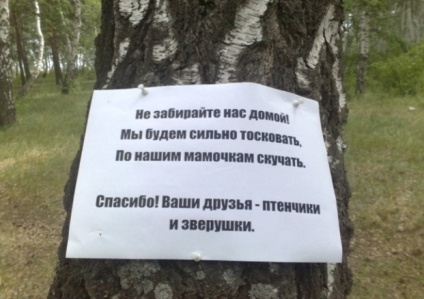 Не забирайте нас домой!
Мы будем сильно тосковать,
По нашим мамочкам скучать.
Спасибо! Ваши друзья - птенчики
и зверушки.